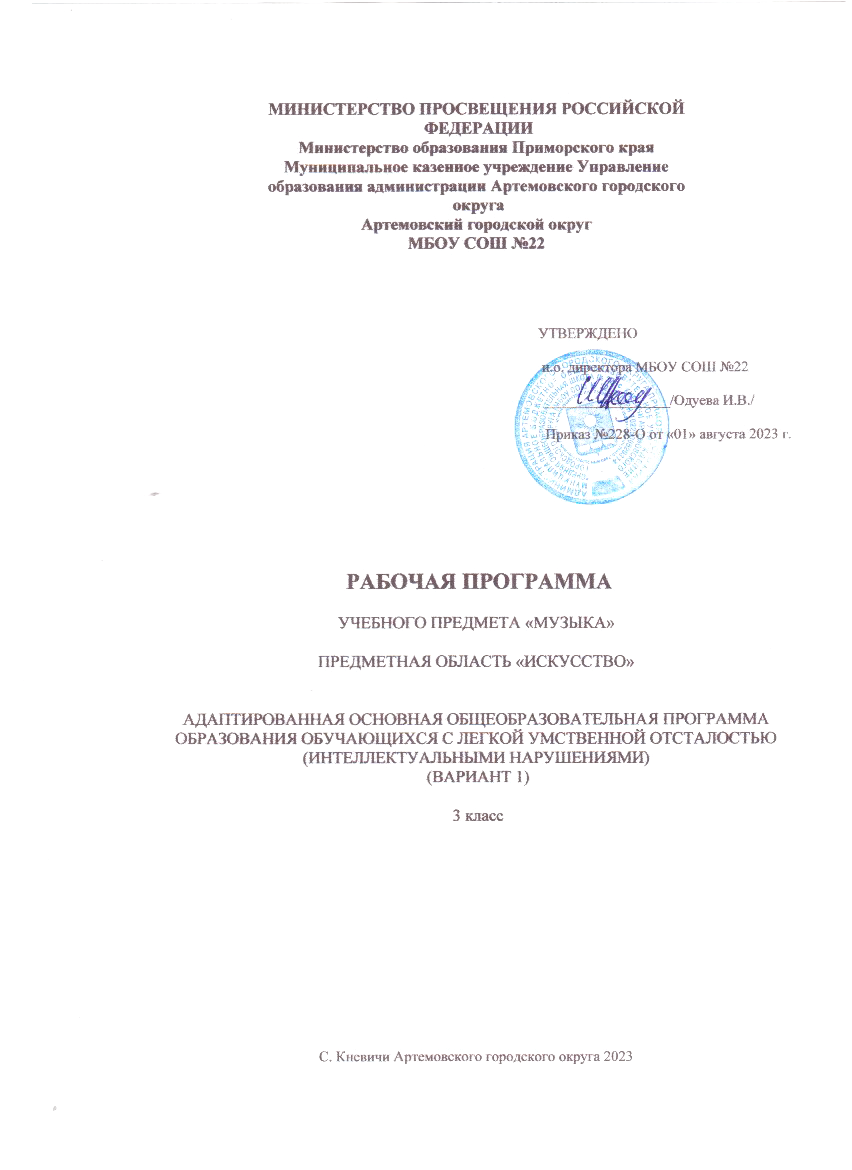 МИНИСТЕРСТВО ПРОСВЕЩЕНИЯ РОССИЙСКОЙ
ФЕДЕРАЦИИ
Министерство образования Приморского края
Муниципальное казенное учреждение Управление
образования администрации Артемовского городского
округа
Артемовский городской округ
МБОУ СОШ №22
УТВЕРЖДЕНО
и.о. директора МБОУ СОШ №22
/Одуева И.В./
Приказ №228-О от «01» августа 2023 г.
РАБОЧАЯ ПРОГРАММА
УЧЕБНОГО ПРЕДМЕТА «МУЗЫКА»
ПРЕДМЕТНАЯ ОБЛАСТЬ «ИСКУССТВО»
АДАПТИРОВАННАЯ ОСНОВНАЯ ОБЩЕОБРАЗОВАТЕЛЬНАЯ ПРОГРАММА
ОБРАЗОВАНИЯ ОБУЧАЮЩИХСЯ С ЛЕГКОЙ УМСТВЕННОЙ ОТСТАЛОСТЬЮ
(ИНТЕЛЛЕКТУАЛЬНЫМИ НАРУШЕНИЯМИ)
(ВАРИАНТ 1)
3 класс
С. Кневичи Артемовского городского округа 2023